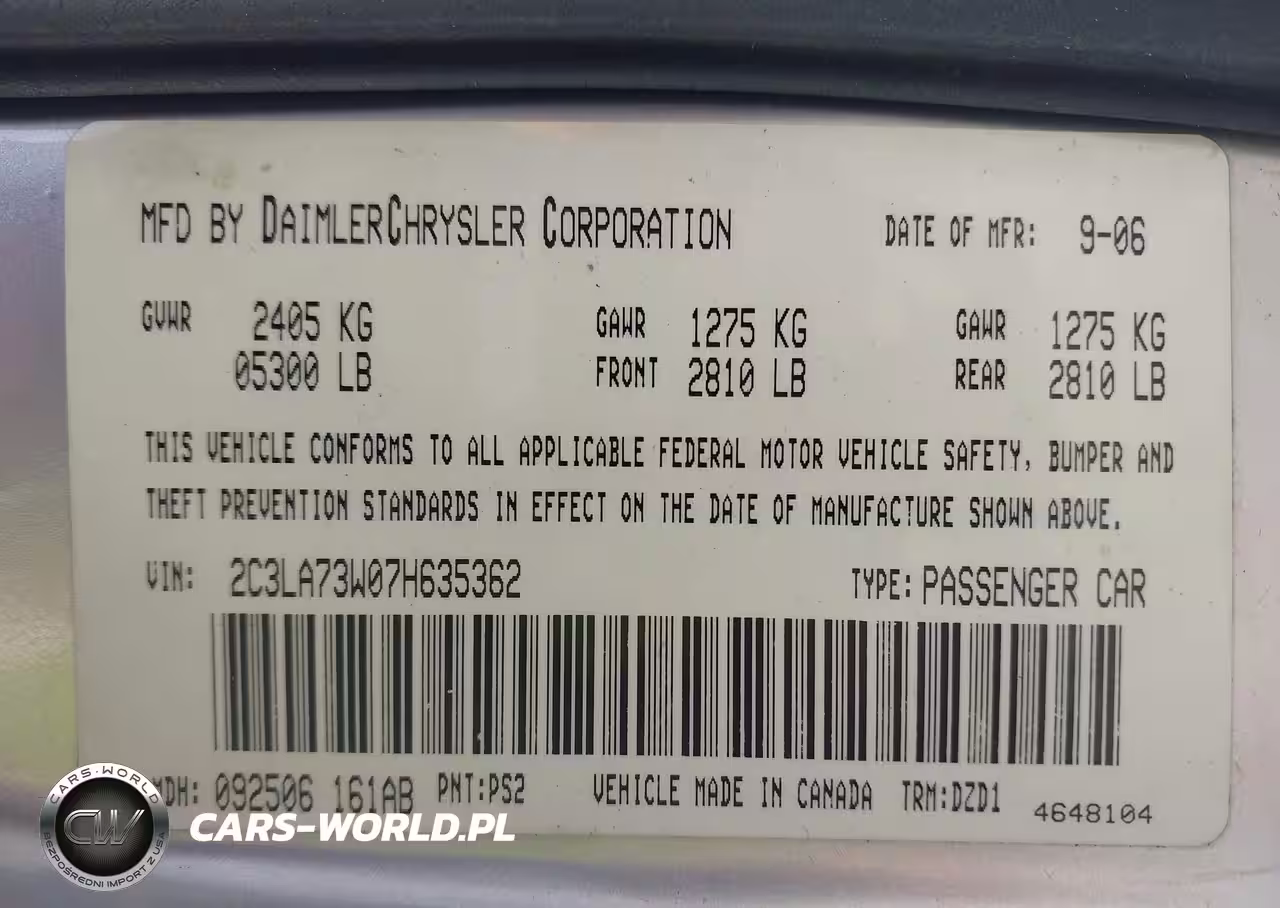 MFD BY DAIMLERCHRYSLER CORPORATION DATE OF MFR: 9-06
GVWR 2405 KG GAWR 1275 KG GAWR 1275 KG
05300 LB FRONT 2810 LB REAR 2810 LB
THIS VEHICLE CONFORMS TO ALL APPLICABLE FEDERAL MOTOR VEHICLE SAFETY, BUMPER AND
THEFT PREVENTION STANDARDS IN EFFECT ON THE DATE OF MANUFACTURE SHOWN ABOVE.
VIN: 2C3LA73W07H635362 TYPE: PASSENGER CAR
MDH: 092506 161AB PNT:PS2 VEHICLE MADE IN CANADA TRM:DZD1 4648104
CARS-WORLD
CW
BEZPOŚREDNI IMPORT Z USA
CARS-WORLD.PL